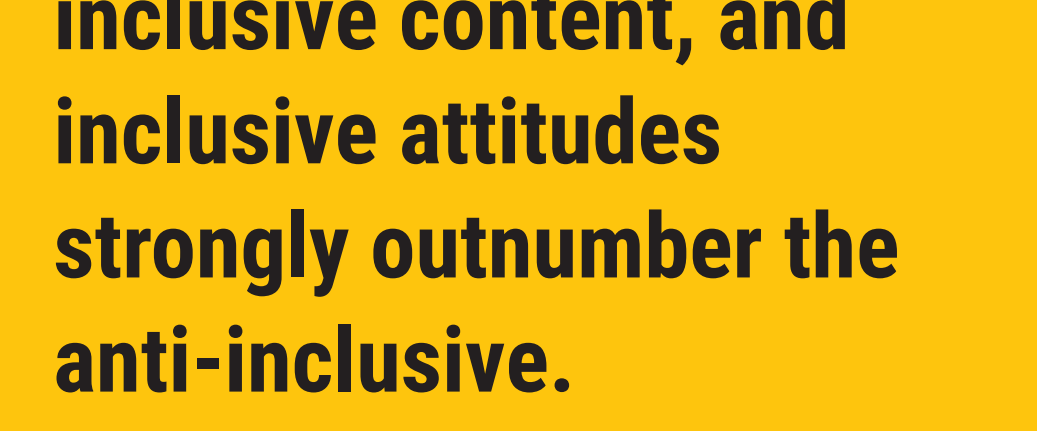 inclusive content, and
inclusive attitudes
strongly outnumber the
anti-inclusive.